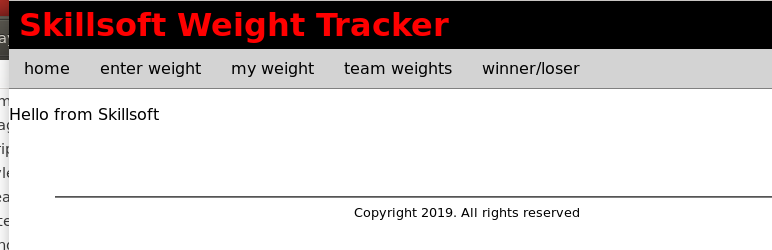 Skillsoft Weight Tracker
home enter weight my weight team weights winner/loser
Hello from Skillsoft
Copyright 2019. All rights reserved